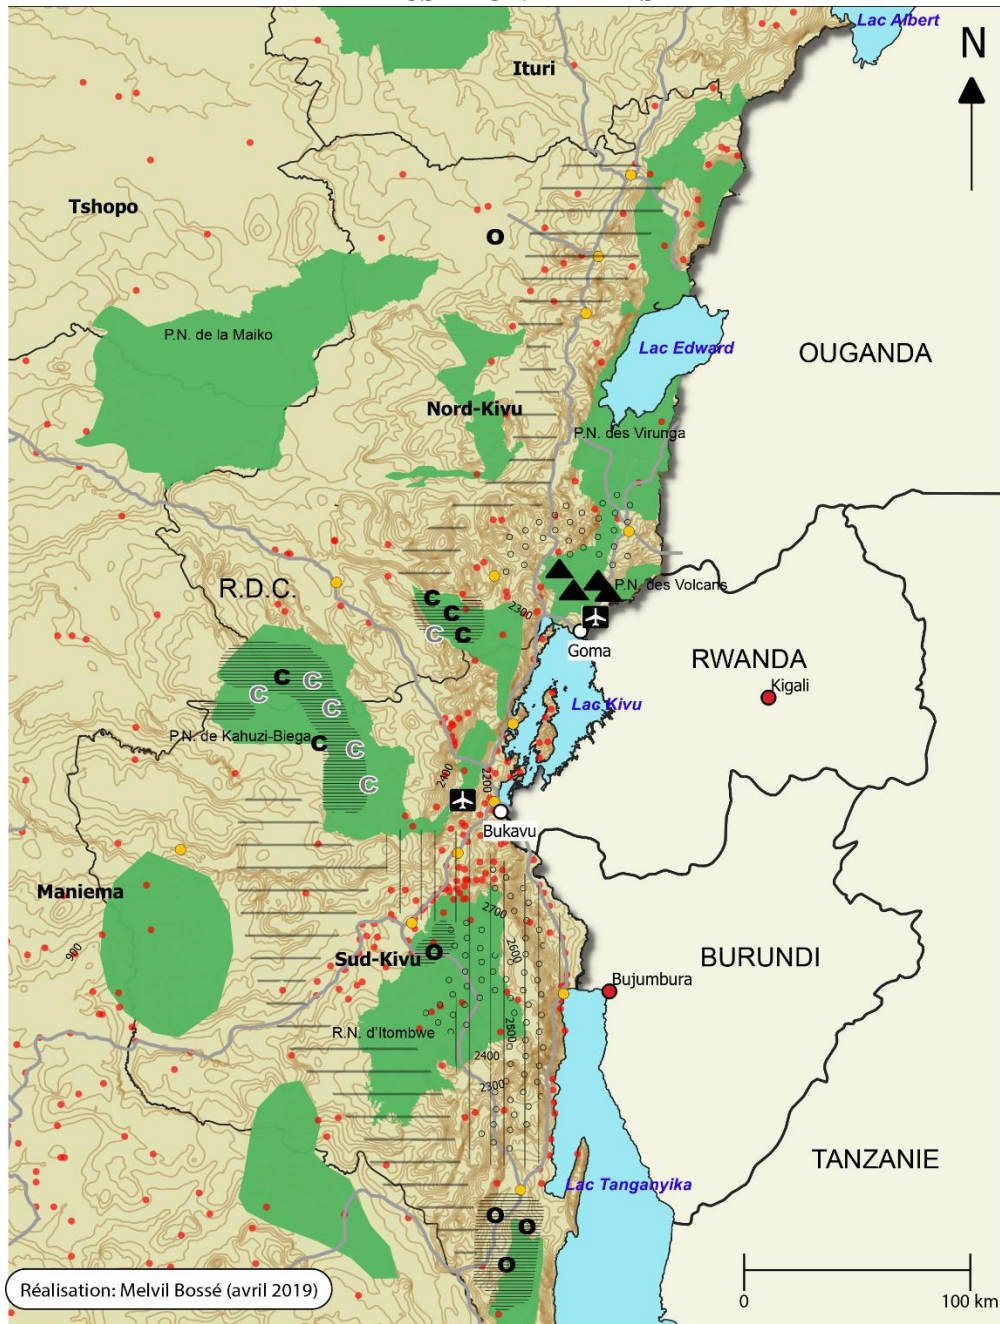 Lac Albert
N
Ituri
Tshopo
O
P.N. de la Maiko
Lac Edward
OUGANDA
Nord-Kivu
P.N. des Virunga
R.D.C.
P.N. des Volcans
C
C
2300
C
C
Goma
RWANDA
Kigali
C
C
C
C
Lac Kivu
P.N. de Kahuzi-Biega
C
C
C
2400
2200
Bukavu
Maniema
2700
900
Sud-Kivu
O
2600
BURUNDI
Bujumbura
R.N. d'Itombwe
2500
2400
2300
TANZANIE
Lac Tanganyika
O
O
O
Réalisation: Melvil Bossé (avril 2019)
0
100 km